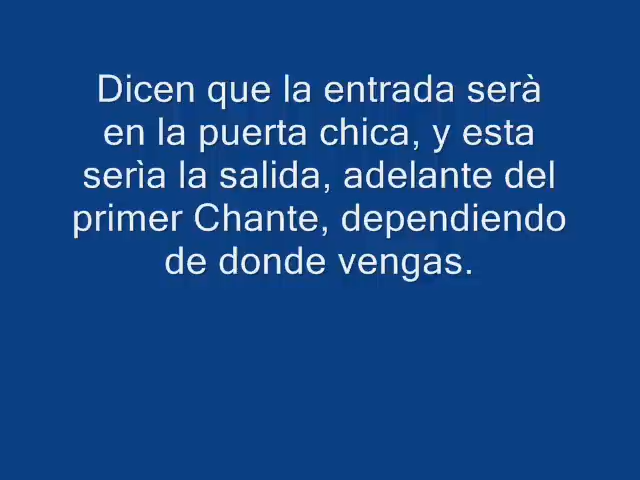 Dicen que la entrada serà
en la puerta chica, y esta
serìa la salida, adelante del
primer Chante, dependiendo
de donde vengas.